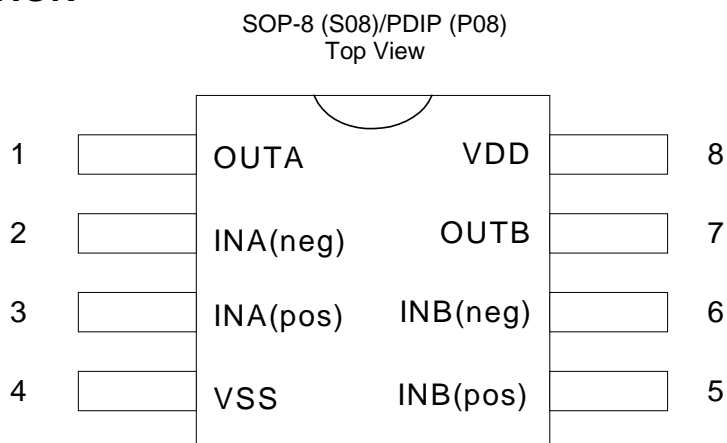 SOP-8 (S08)/PDIP (P08)
Top View
1 OUTA VDD 8
2 INA(neg) OUTB 7
3 INA(pos) INB(neg) 6
4 VSS INB(pos) 5